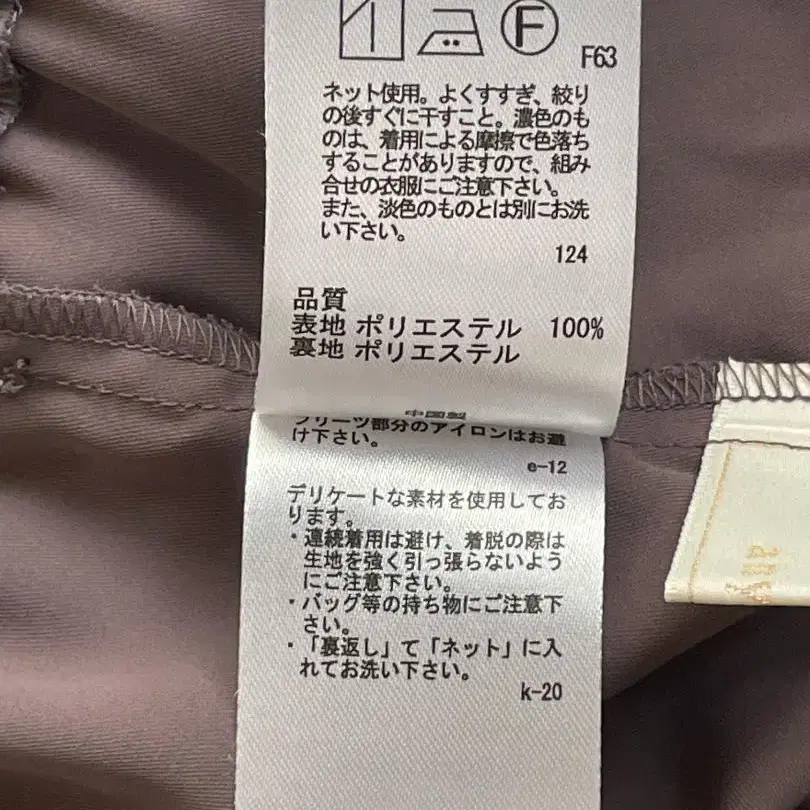 F
F63
ネット使用。よくすすぎ、絞り
の後すぐに干すこと。濃色のも
のは、着用による摩擦で色落ち
することがありますので、組み
合せの衣服にご注意下さい。
また、淡色のものとは別にお洗
い下さい。
124
品質
表地 ポリエステル 100%
裏地 ポリエステル
中国製
プリーツ部分のアイロンはお避
け下さい。
e-12
デリケートな素材を使用してお
ります。
・連続着用は避け、着脱の際は
生地を強く引っ張らないよう
にご注意下さい。
・バッグ等の持ち物にご注意下
さい。
・「裏返し」て「ネット」に入
れてお洗い下さい。
k-20